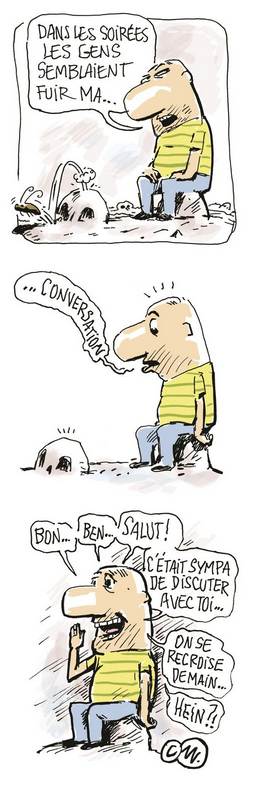 DANS LES SOIRÉES
LES GENS
SEMBLAIENT
FUIR MA...
... CONVERSATION
BON...
BEN...
SALUT!
C'ÉTAIT SYMPA
DE DISCUTER
AVEC TOI...
ON SE
RECROISE
DEMAIN...
HEIN??